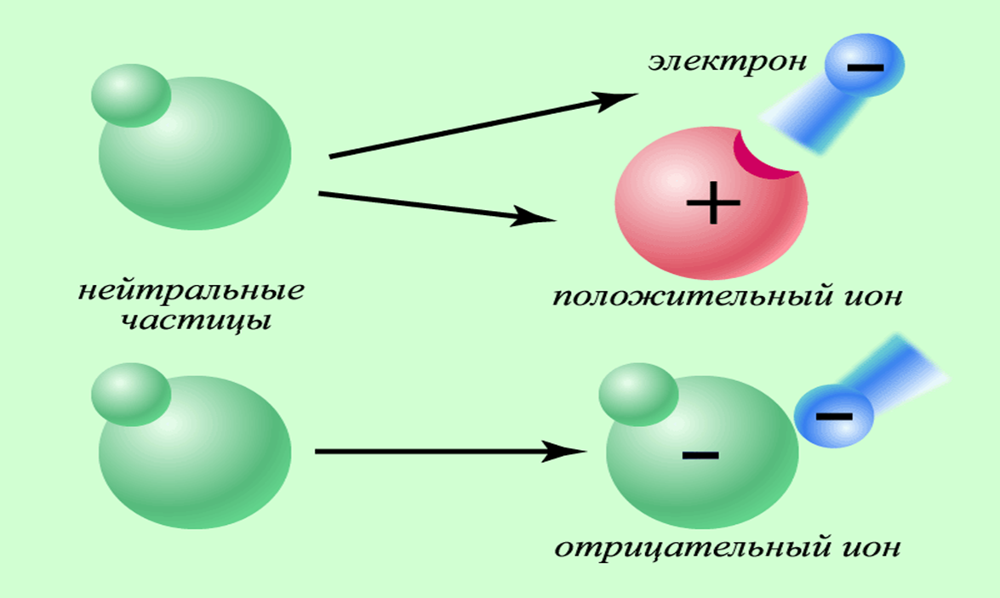 электрон
−
+
положительный ион
нейтральные
частицы
−
−
отрицательный ион